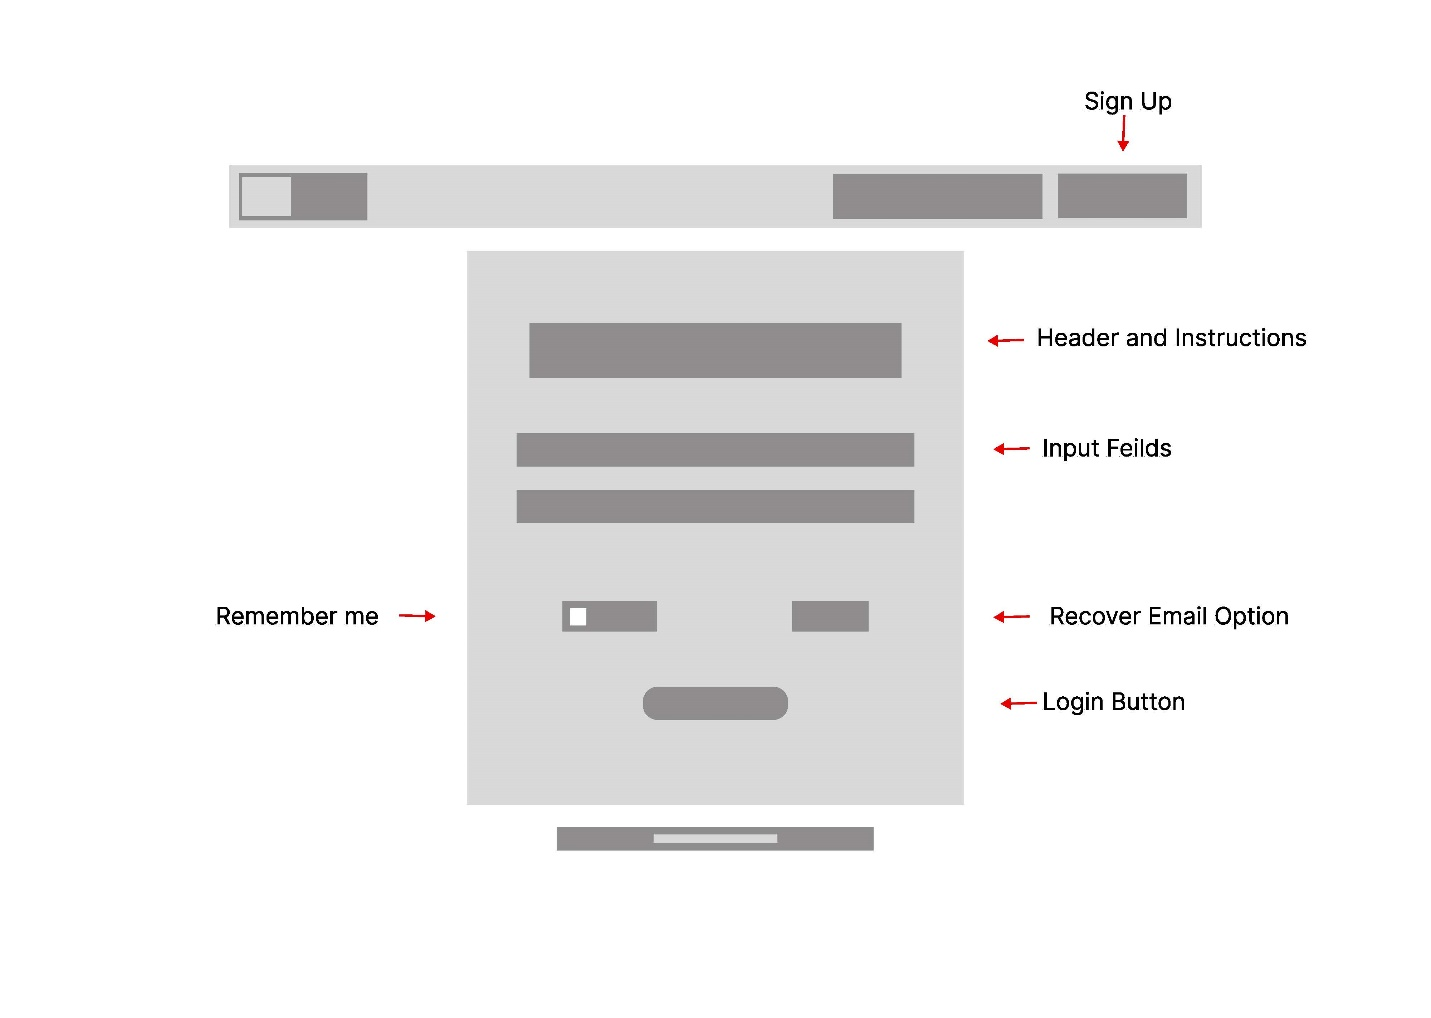 Sign Up
Header and Instructions
Input Feilds
Remember me
Recover Email Option
Login Button